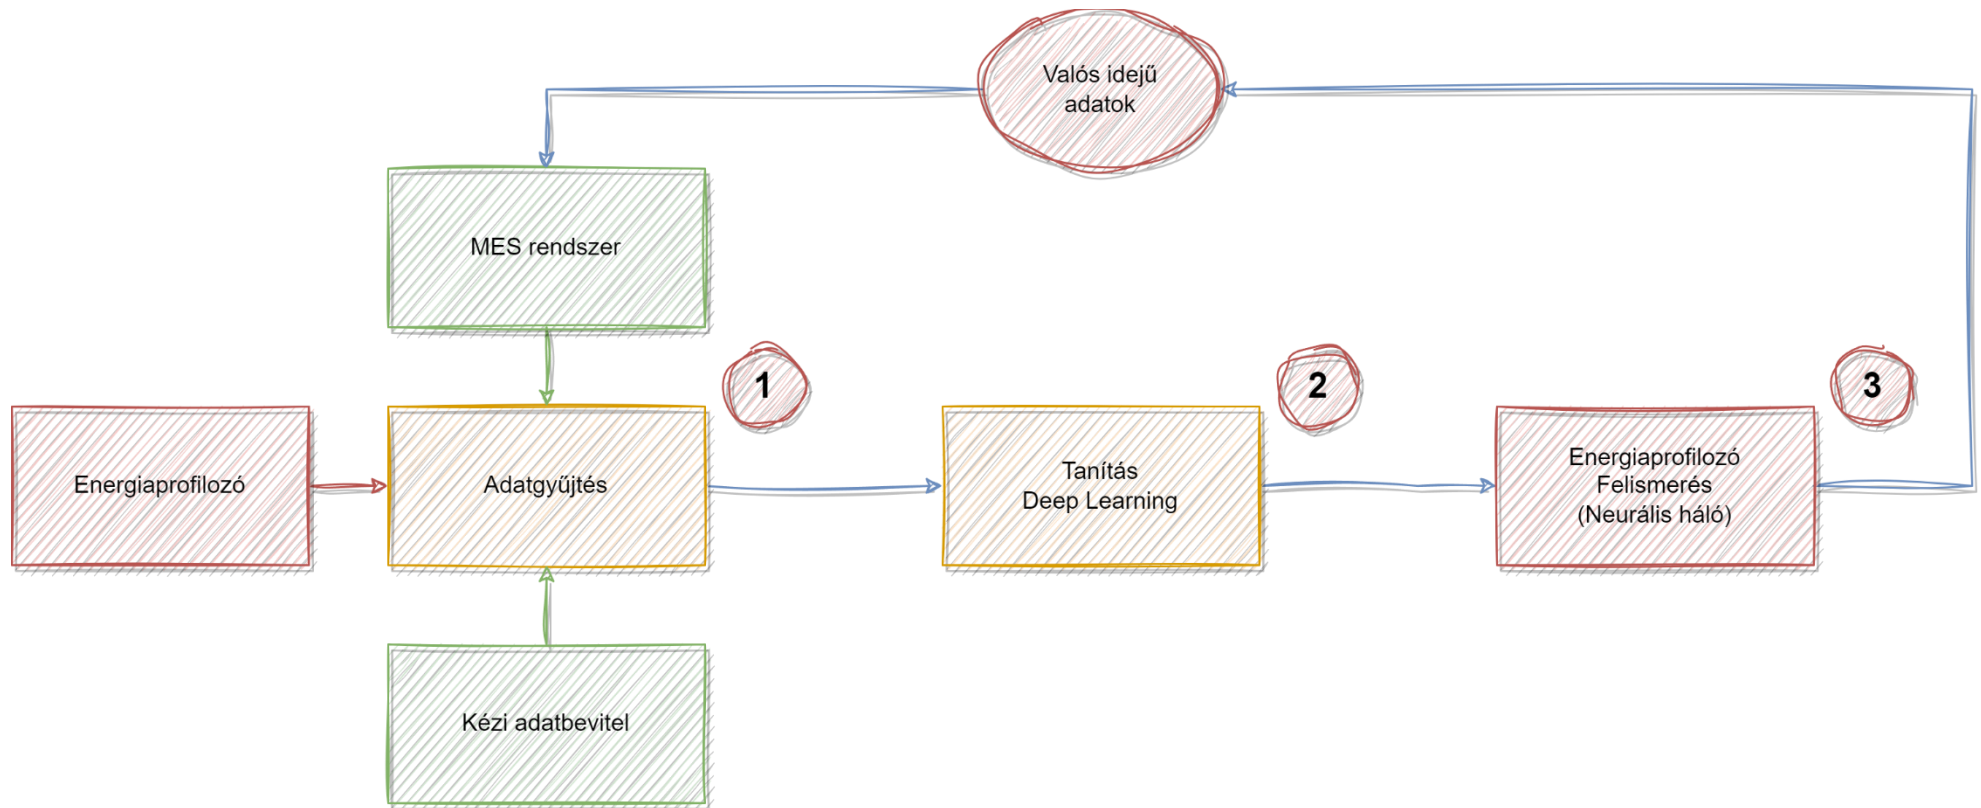 Valós idejű
adatok
MES rendszer
1
2
3
Energiaprofilozó
Adatgyűjtés
Tanítás
Deep Learning
Energiaprofilozó
Felismerés
(Neurális háló)
Kézi adatbevitel